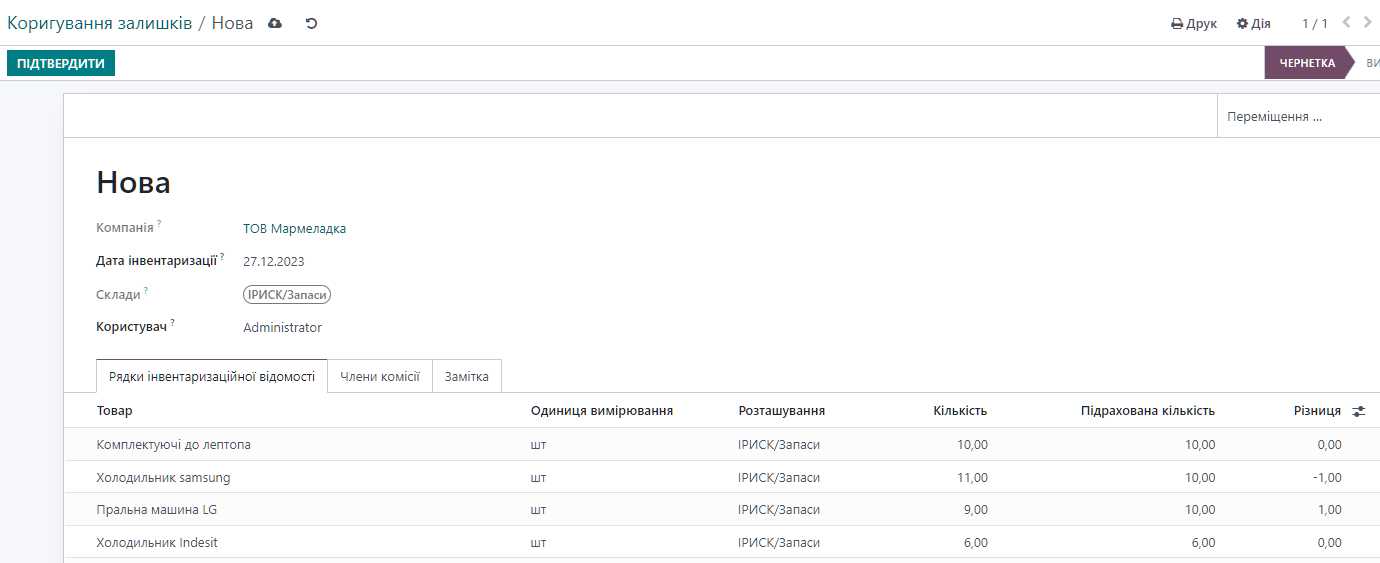 Коригування залишків / Нова
Друк Дія 1 / 1
ПІДТВЕРДИТИ
ЧЕРНЕТКА ВИ
Переміщення ...
Нова
Компанія ? ТОВ Мармеладка
Дата інвентаризації ? 27.12.2023
Склади ? ІРИСК/Запаси
Користувач ? Administrator
Рядки інвентаризаційної відомості Члени комісії Замітка
Товар Одиниця вимірювання Розташування Кількість Підрахована кількість Різниця
Комплектуючі до лептопа шт ІРИСК/Запаси 10,00 10,00 0,00
Холодильник samsung шт ІРИСК/Запаси 11,00 10,00 -1,00
Пральна машина LG шт ІРИСК/Запаси 9,00 10,00 1,00
Холодильник Indesit шт ІРИСК/Запаси 6,00 6,00 0,00